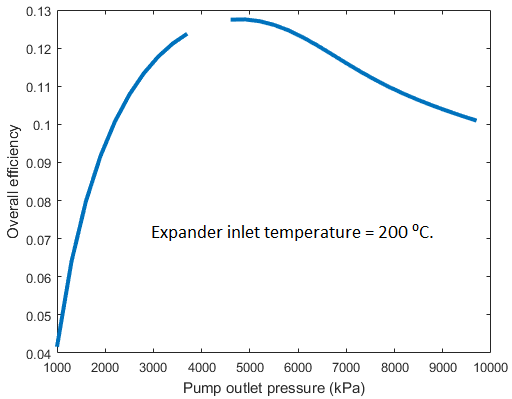 0.13
0.12
0.11
0.1
0.09
0.08
0.07
0.06
0.05
0.04
Overall efficiency
Expander inlet temperature = 200 ⁰C.
1000 2000 3000 4000 5000 6000 7000 8000 9000 10000
Pump outlet pressure (kPa)